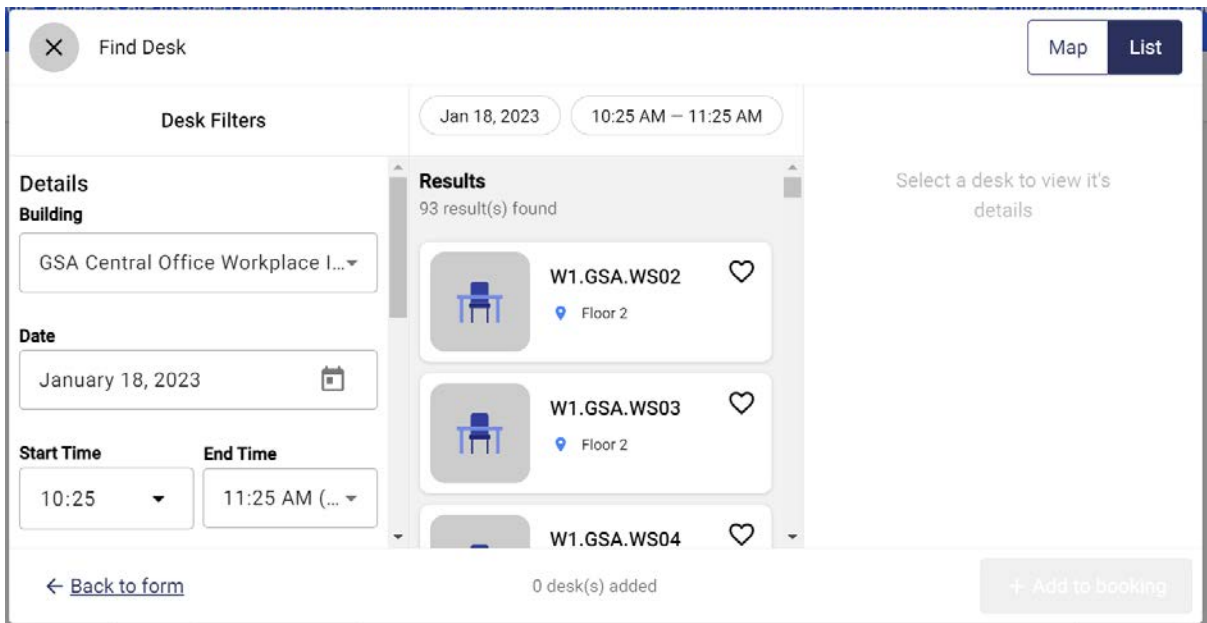 Find Desk
Map
List
Desk Filters
Jan 18, 2023
10:25 AM — 11:25 AM
Details
Building
GSA Central Office Workplace I...
Date
January 18, 2023
Start Time
End Time
10:25
11:25 AM (...
Results
93 result(s) found
W1.GSA.WS02
Floor 2
W1.GSA.WS03
Floor 2
W1.GSA.WS04
Select a desk to view it's
details
← Back to form
0 desk(s) added
+ Add to booking